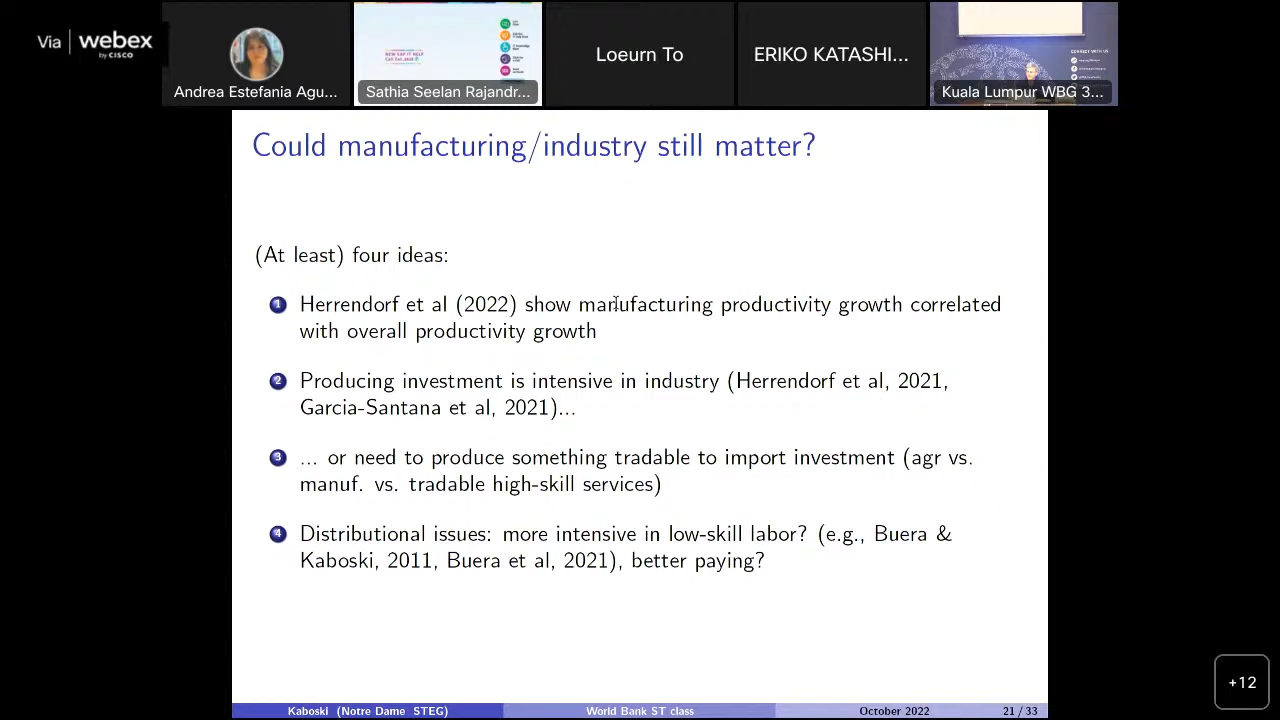 Via webex
by CISCO
Andrea Estefania Agu...
Sathia Seelan Rajandr...
Loeurn To
ERIKO KATASHI...
Kuala Lumpur WBG 3...
Could manufacturing/industry still matter?
(At least) four ideas:
1 Herrendorf et al (2022) show manufacturing productivity growth correlated
with overall productivity growth
2 Producing investment is intensive in industry (Herrendorf et al, 2021,
Garcia-Santana et al, 2021)...
3 ... or need to produce something tradable to import investment (agr vs.
manuf. vs. tradable high-skill services)
4 Distributional issues: more intensive in low-skill labor? (e.g., Buera &
Kaboski, 2011, Buera et al, 2021), better paying?
+12
Kaboski (Notre Dame STEG)
World Bank ST class
October 2022
21 / 33